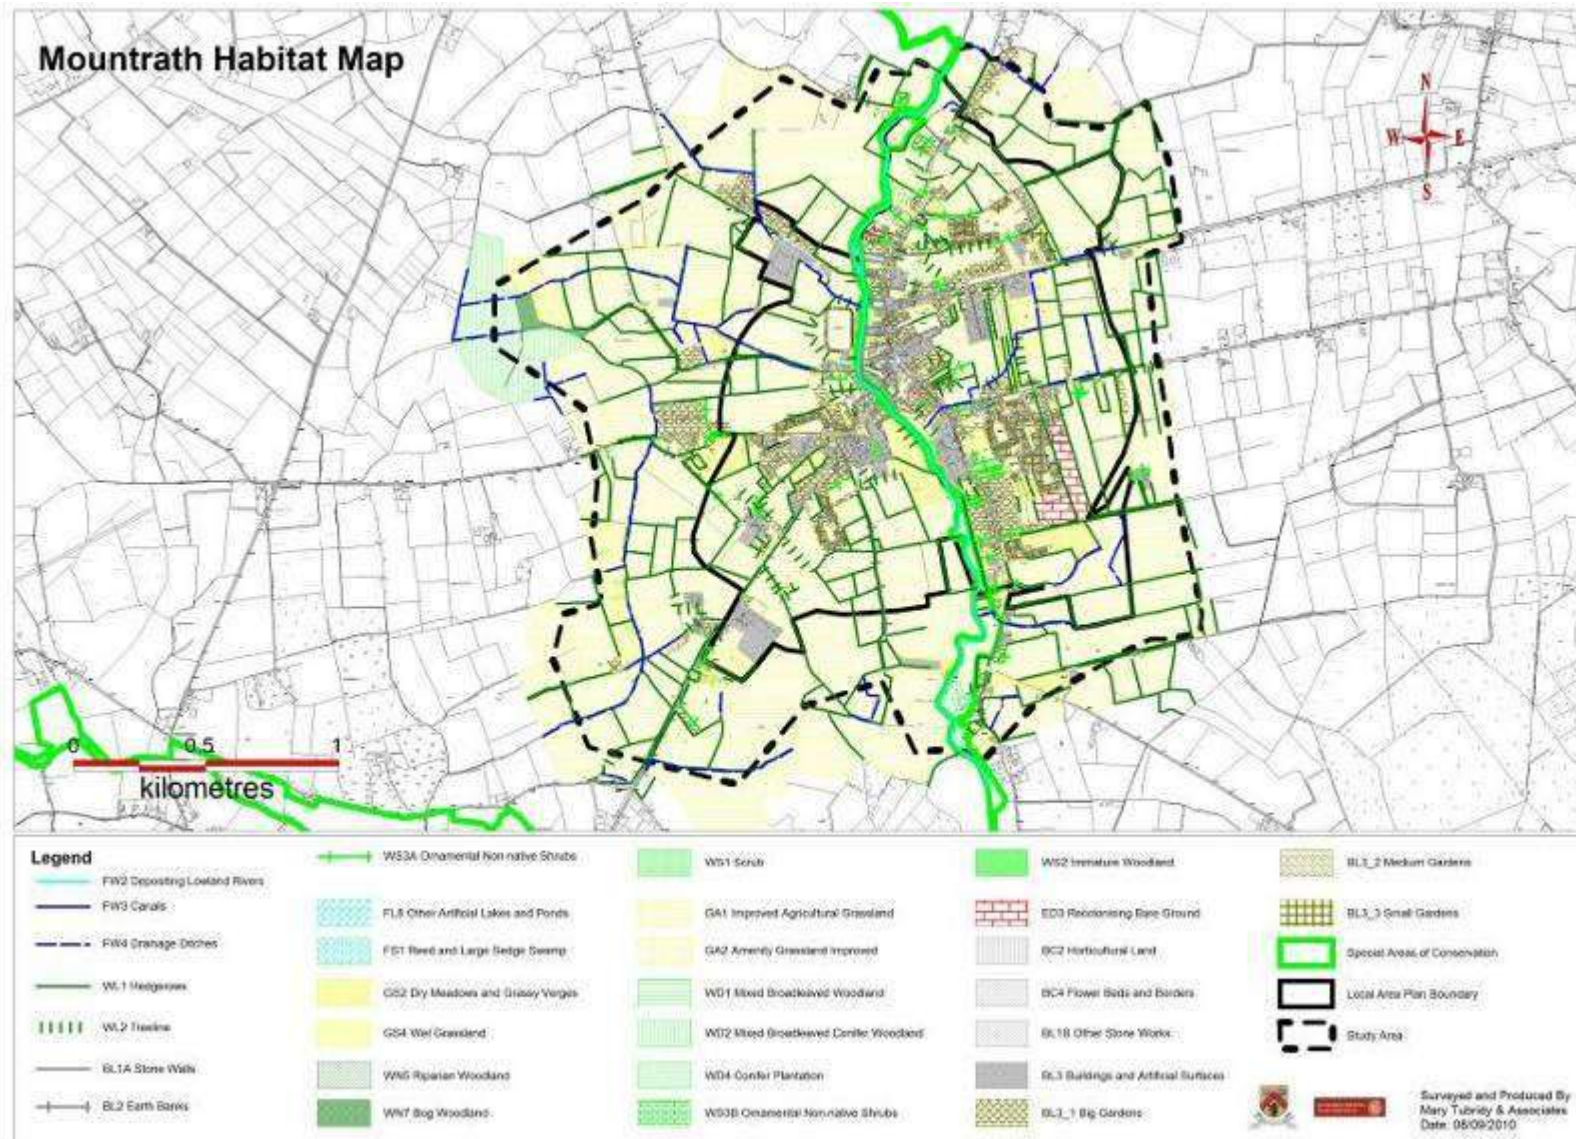 Mountrath Habitat Map
N
W E
S
0 0.5 1
kilometres
Legend
FW2 Depositing Lowland Rivers
FW3 Canals
FW4 Drainage Ditches
WL1 Hedgerows
WL2 Treeline
BL1A Stone Walls
BL2 Earth Banks
WS3A Ornamental Non-native Shrubs
FL8 Other Artificial Lakes and Ponds
FS1 Reed and Large Sedge Swamp
GS2 Dry Meadows and Grassy Verges
GS4 Wet Grassland
WN5 Riparian Woodland
WN7 Bog Woodland
WS1 Scrub
GA1 Improved Agricultural Grassland
GA2 Amenity Grassland Improved
WD1 Mixed Broadleaved Woodland
WD2 Mixed Broadleaved Conifer Woodland
WD4 Conifer Plantation
WS3B Ornamental Non-native Shrubs
WS2 Immature Woodland
ED3 Recolonising Bare Ground
BC2 Horticultural Land
BC4 Flower Beds and Borders
BL1B Other Stone Works
BL3 Buildings and Artificial Surfaces
BL3_1 Big Gardens
BL3_2 Medium Gardens
BL3_3 Small Gardens
Special Areas of Conservation
Local Area Plan Boundary
Study Area
Surveyed and Produced By
Mary Tubridy & Associates
Date: 08/09/2010